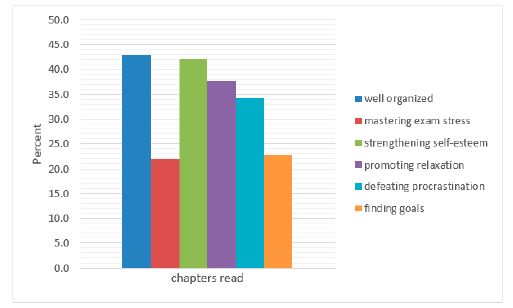 50.0
45.0
40.0
35.0
30.0
25.0
20.0
15.0
10.0
5.0
0.0
Percent
chapters read
well organized
mastering exam stress
strengthening self-esteem
promoting relaxation
defeating procrastination
finding goals